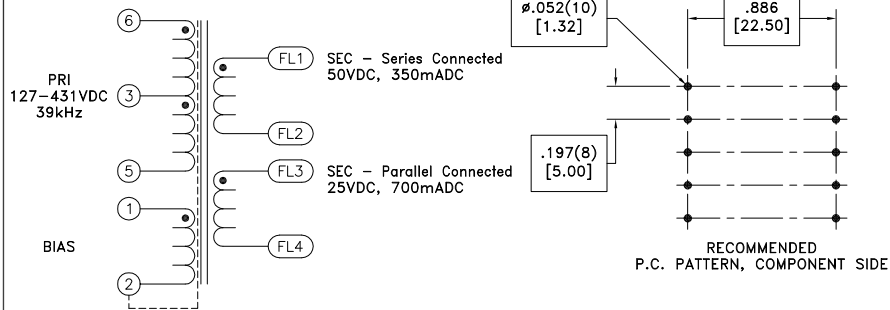 6
PRI
127-431VDC
39kHz
3
5
1
BIAS
2
FL1
SEC - Series Connected
50VDC, 350mADC
FL2
FL3
SEC - Parallel Connected
25VDC, 700mADC
FL4
ø.052(10)
[1.32]
.886
[22.50]
.197(8)
[5.00]
RECOMMENDED
P.C. PATTERN, COMPONENT SIDE